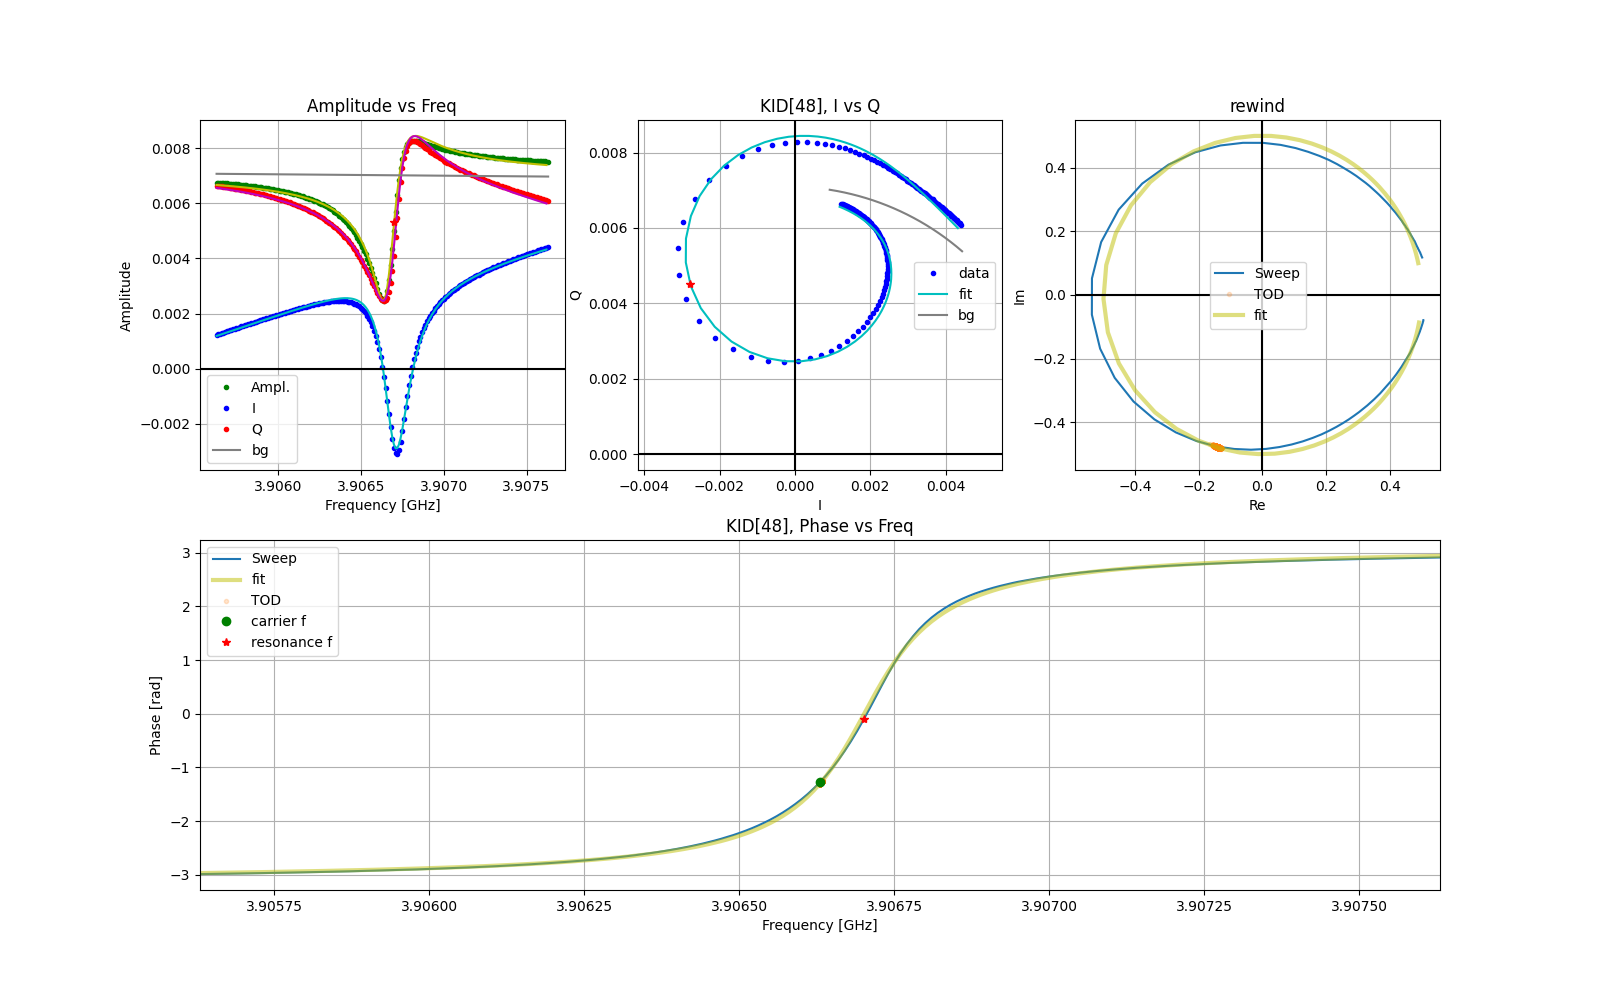 Amplitude vs Freq
Amplitude
0.008
0.006
0.004
0.002
0.000
−0.002
Ampl.
I
Q
bg
3.9060
3.9065
3.9070
3.9075
Frequency [GHz]
KID[48], I vs Q
Q
0.008
0.006
0.004
0.002
0.000
data
fit
bg
−0.004
−0.002
0.000
0.002
0.004
I
rewind
Im
0.4
0.2
0.0
−0.2
−0.4
Sweep
TOD
fit
−0.4
−0.2
0.0
0.2
0.4
Re
KID[48], Phase vs Freq
Phase [rad]
3
2
1
0
−1
−2
−3
Sweep
fit
TOD
carrier f
resonance f
3.90575
3.90600
3.90625
3.90650
3.90675
3.90700
3.90725
3.90750
Frequency [GHz]